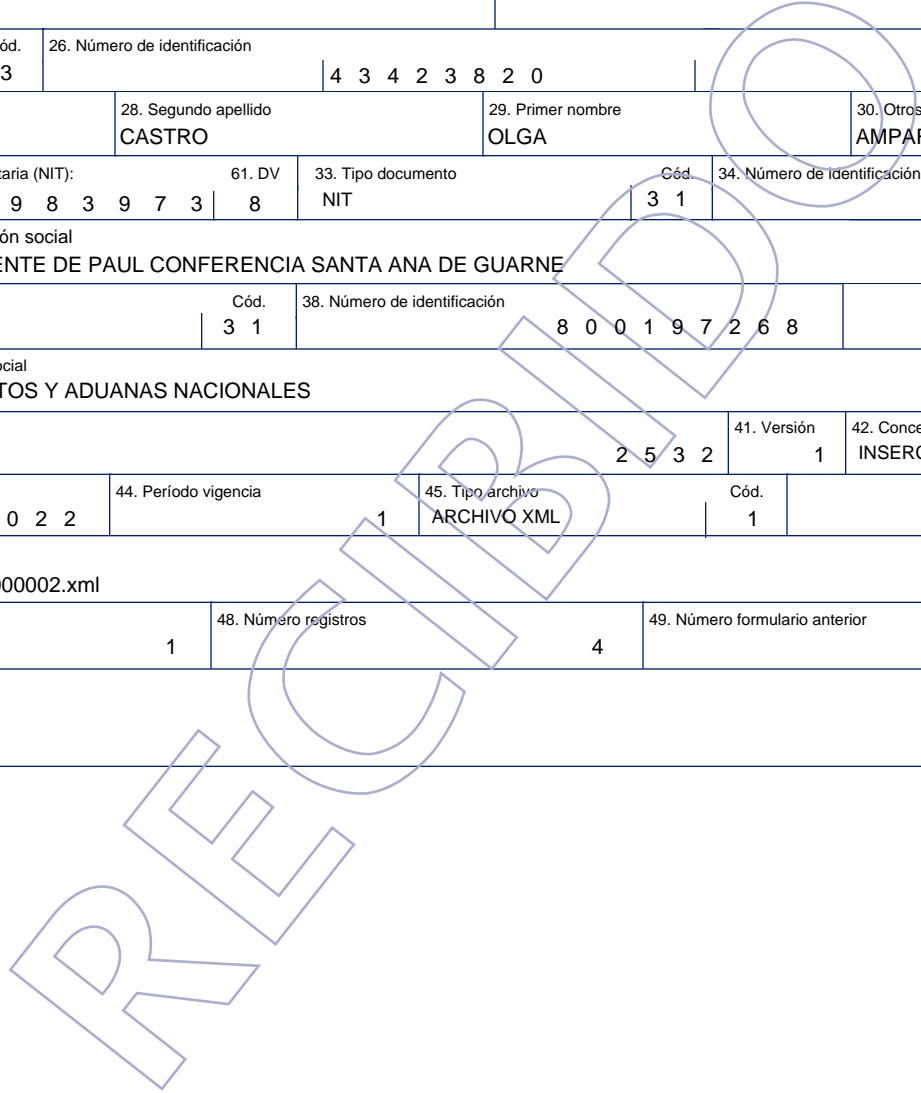 ód. 26. Número de identificación
3 4 3 4 2 3 8 2 0
28. Segundo apellido 29. Primer nombre 30. Otros
CASTRO OLGA AMPAR
taria (NIT): 61. DV 33. Tipo documento Cód. 34. Número de identificación
9 8 3 9 7 3 8 NIT 3 1
ón social
ENTE DE PAUL CONFERENCIA SANTA ANA DE GUARNE
Cód. 38. Número de identificación
3 1 8 0 0 1 9 7 2 6 8
ocial
TOS Y ADUANAS NACIONALES
41. Versión 42. Conce
2 5 3 2 1 INSERC
44. Período vigencia 45. Tipo archivo Cód.
0 2 2 1 ARCHIVO XML 1
000002.xml
48. Número registros 49. Número formulario anterior
1 4
RECIBIDO